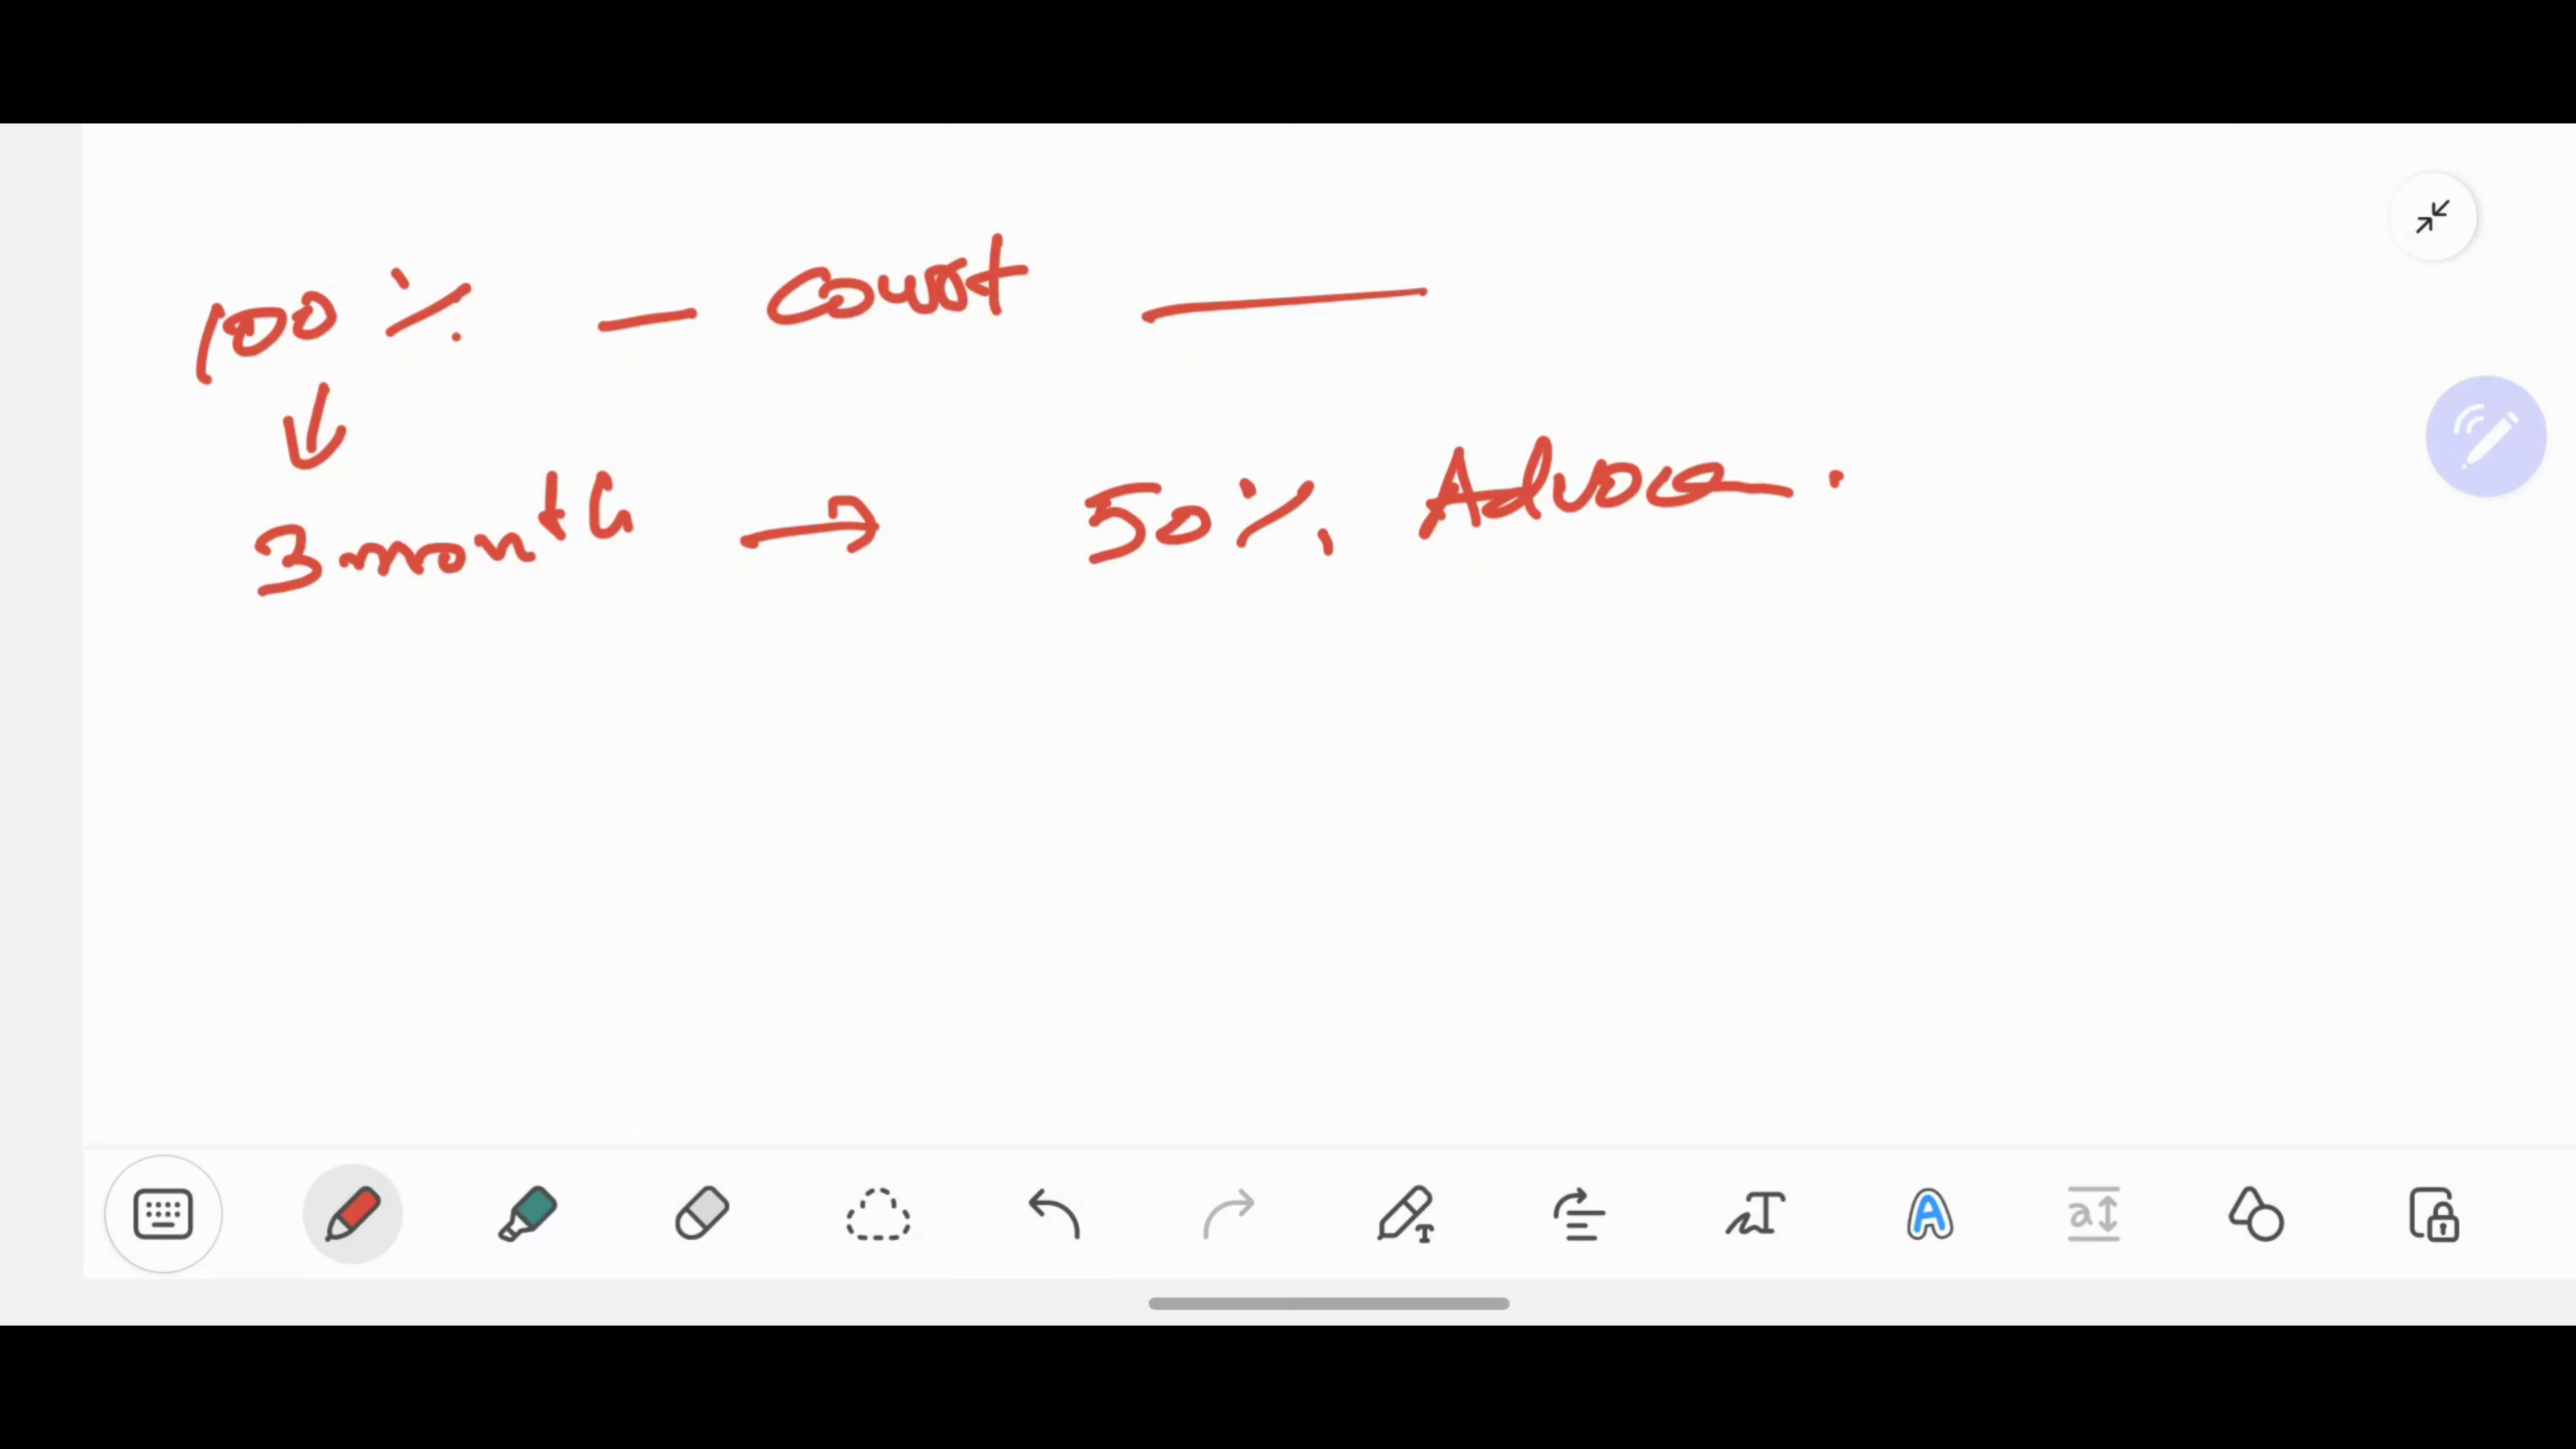 100% — Court —
↓
3 month → 50% Advoca.